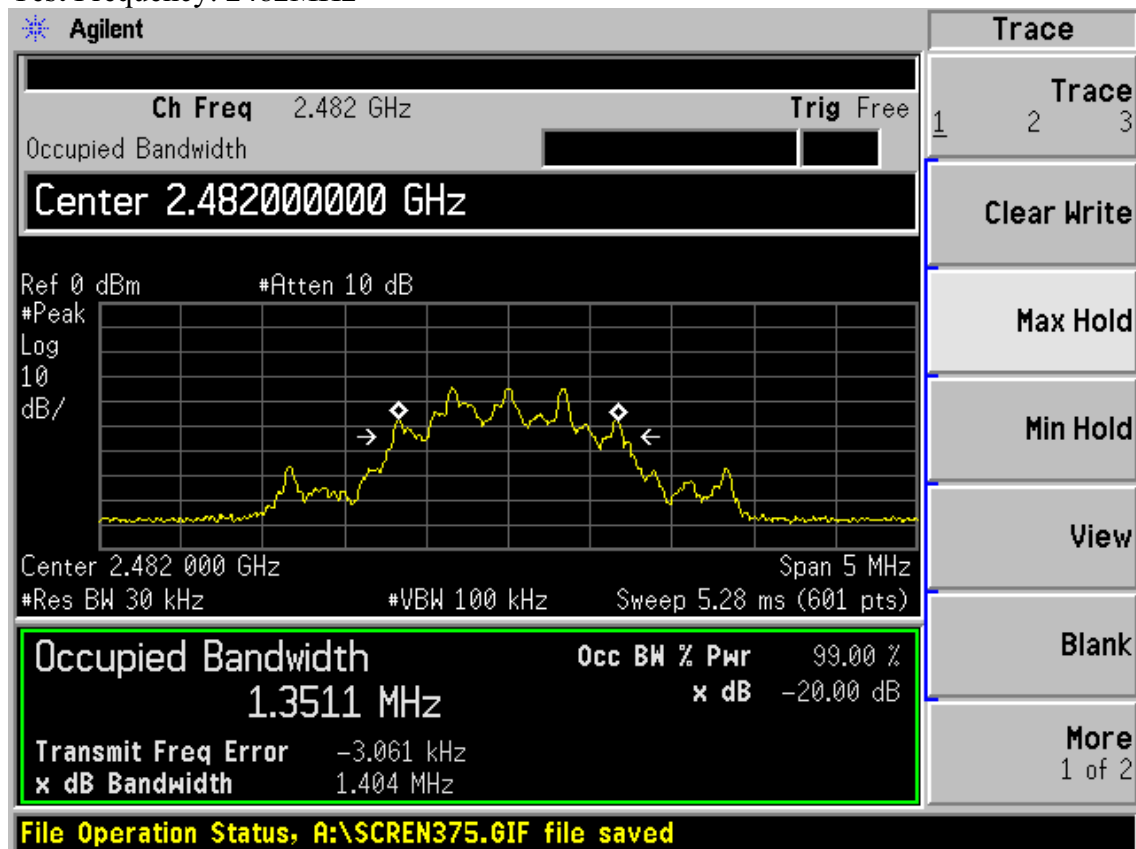 Agilent
Trace
Ch Freq 2.482 GHz Trig Free
Occupied Bandwidth
Center 2.482000000 GHz
Ref 0 dBm #Atten 10 dB
#Peak
Log
10
dB/
Center 2.482 000 GHz Span 5 MHz
#Res BW 30 kHz #VBW 100 kHz Sweep 5.28 ms (601 pts)
Occupied Bandwidth
1.3511 MHz
Occ BW % Pwr 99.00 %
x dB -20.00 dB
Transmit Freq Error -3.061 kHz
x dB Bandwidth 1.404 MHz
File Operation Status, A:\SCREN375.GIF file saved
Trace
1 2 3
Clear Write
Max Hold
Min Hold
View
Blank
More
1 of 2